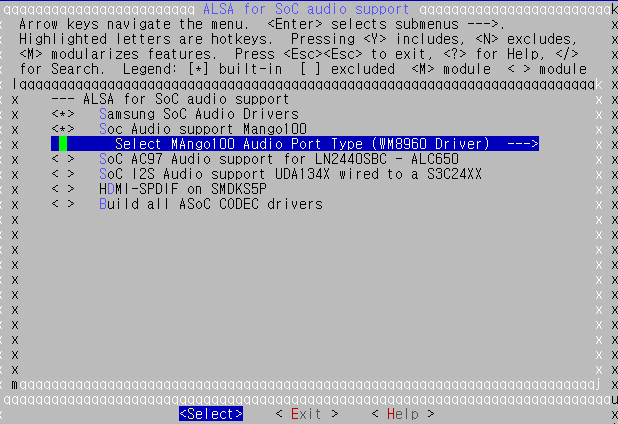 ALSA for SoC audio support
Arrow keys navigate the menu. <Enter> selects submenus --->.
Highlighted letters are hotkeys. Pressing <Y> includes, <N> excludes,
<M> modularizes features. Press <Esc><Esc> to exit, <?> for Help, </>
for Search. Legend: [*] built-in [ ] excluded <M> module < > module
--- ALSA for SoC audio support
<*> Samsung SoC Audio Drivers
<*> Soc Audio support Mango100
Select MAngo100 Audio Port Type (WM8960 Driver) --->
< > SoC AC97 Audio support for LN2440SBC - ALC650
< > SoC I2S Audio support UDA134X wired to a S3C24XX
< > HDMI-SPDIF on SMDKS5P
< > Build all ASoC CODEC drivers
<Select> < Exit > < Help >